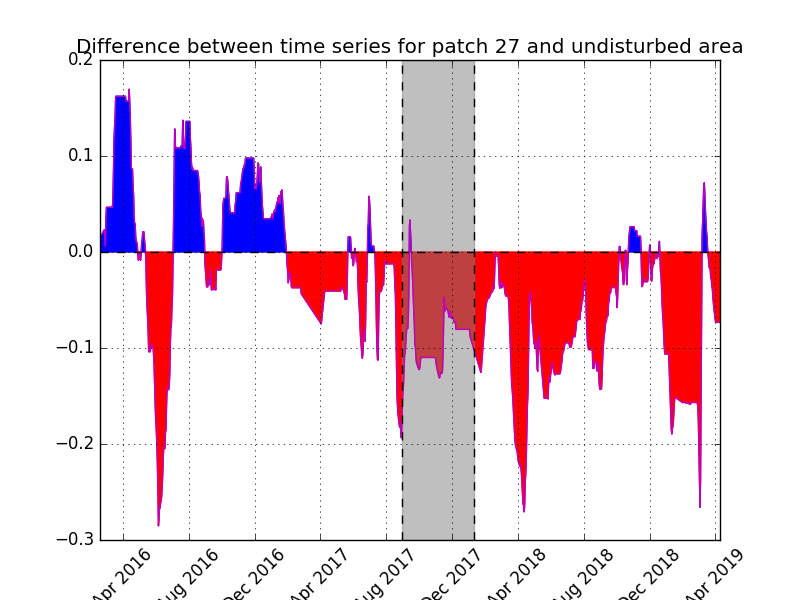 Difference between time series for patch 27 and undisturbed area
0.2
0.1
0.0
−0.1
−0.2
−0.3
Apr 2016
Aug 2016
Dec 2016
Apr 2017
Aug 2017
Dec 2017
Apr 2018
Aug 2018
Dec 2018
Apr 2019